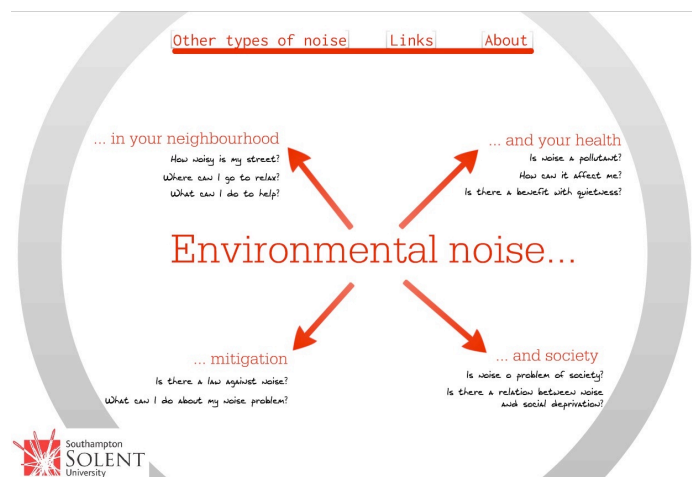 Other types of noise
Links
About
... in your neighbourhood
How noisy is my street?
Where can I go to relax?
What can I do to help?
... and your health
Is noise a pollutant?
How can it affect me?
Is there a benefit with quietness?
Environmental noise...
... mitigation
Is there a law against noise?
What can I do about my noise problem?
... and society
Is noise o problem of society?
Is there a relation between noise
and social deprivation?
Southampton
SOLENT
University